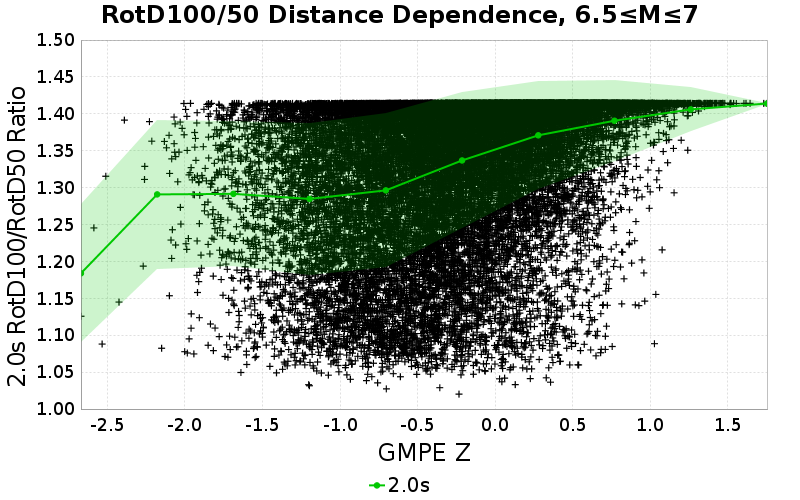 RotD100/50 Distance Dependence, 6.5≤M≤7
2.0s RotD100/RotD50 Ratio
1.50
1.45
1.40
1.35
1.30
1.25
1.20
1.15
1.10
1.05
1.00
-2.5 -2.0 -1.5 -1.0 -0.5 0.0 0.5 1.0 1.5
GMPE Z
2.0s